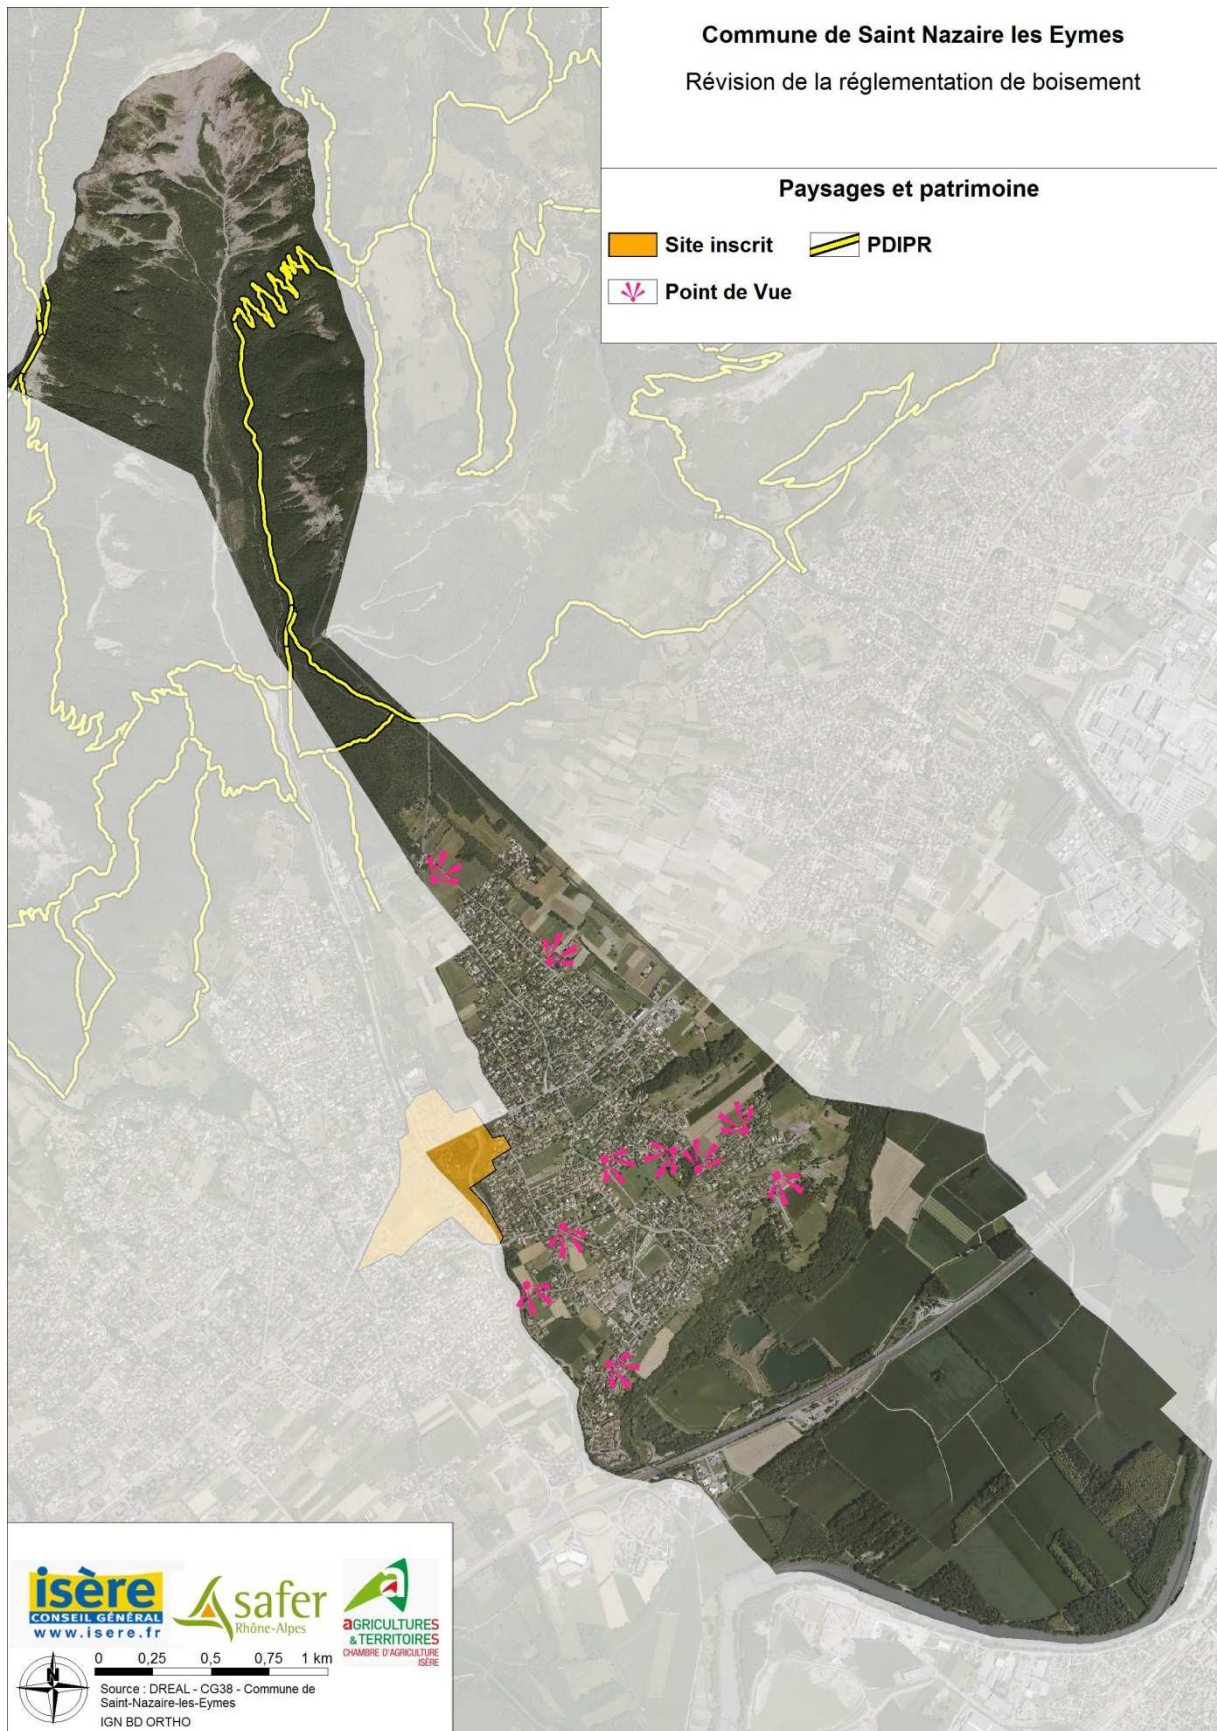 Commune de Saint Nazaire les Eymes
Révision de la réglementation de boisement
Paysages et patrimoine
Site inscrit PDIPR
Point de Vue
isère
CONSEIL GÉNÉRAL
www.isere.fr
safer
Rhône-Alpes
aGRICULTURES
& TERRITOIRES
CHAMBRE D'AGRICULTURE
ISÈRE
N
0 0,25 0,5 0,75 1 km
Source : DREAL - CG38 - Commune de
Saint-Nazaire-les-Eymes
IGN BD ORTHO